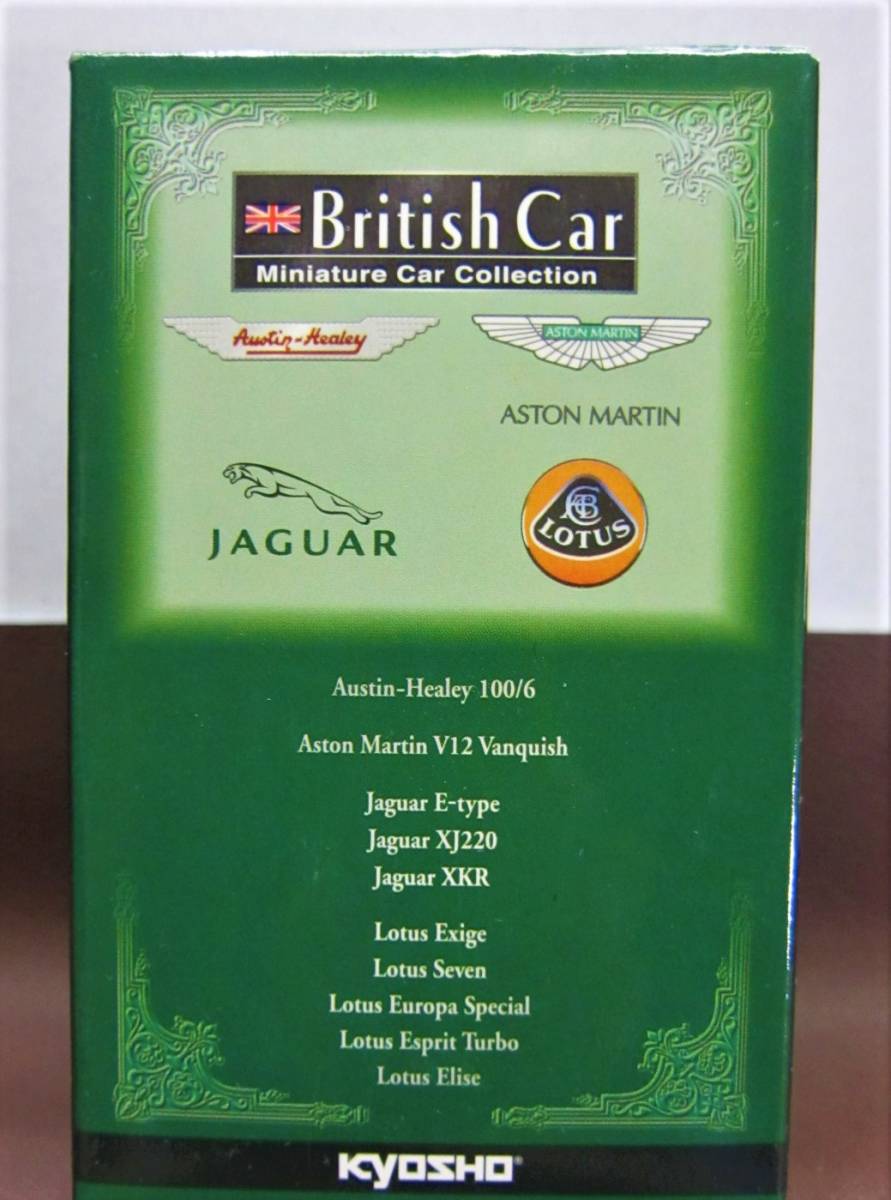 British Car
Miniature Car Collection
Austin-Healey
ASTON MARTIN
ASTON MARTIN
JAGUAR
LOTUS
Austin-Healey 100/6
Aston Martin V12 Vanquish
Jaguar E-type
Jaguar XJ220
Jaguar XKR
Lotus Exige
Lotus Seven
Lotus Europa Special
Lotus Esprit Turbo
Lotus Elise
KYOSHO®